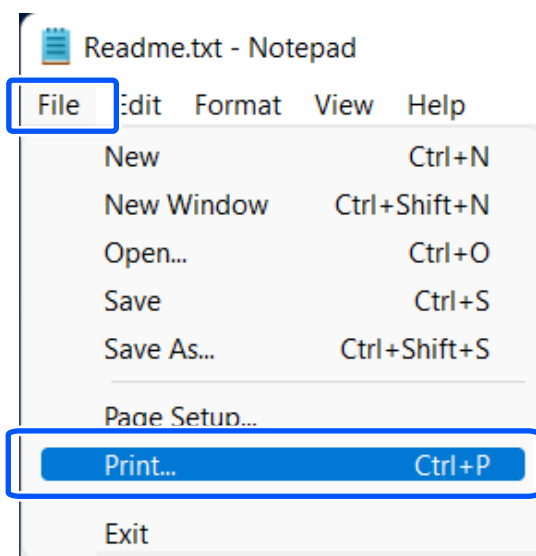 Readme.txt - Notepad
File Edit Format View Help
New Ctrl+N
New Window Ctrl+Shift+N
Open... Ctrl+O
Save Ctrl+S
Save As... Ctrl+Shift+S
Page Setup...
Print... Ctrl+P
Exit